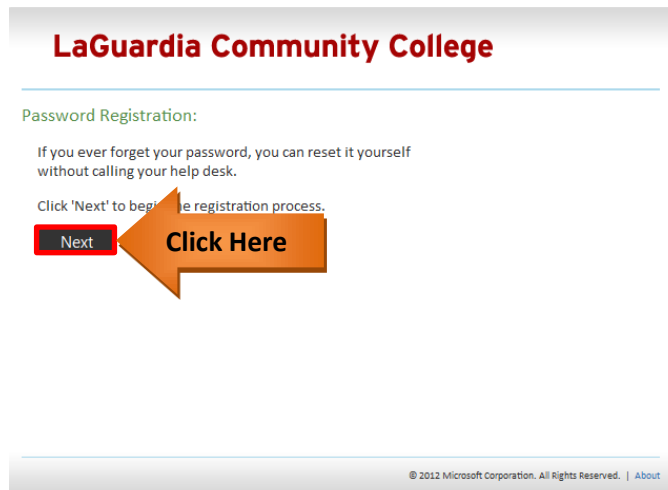 LaGuardia Community College
Password Registration:
If you ever forget your password, you can reset it yourself
without calling your help desk.
Click 'Next' to registration process.
Next
Click Here
© 2012 Microsoft Corporation. All Rights Reserved. | About